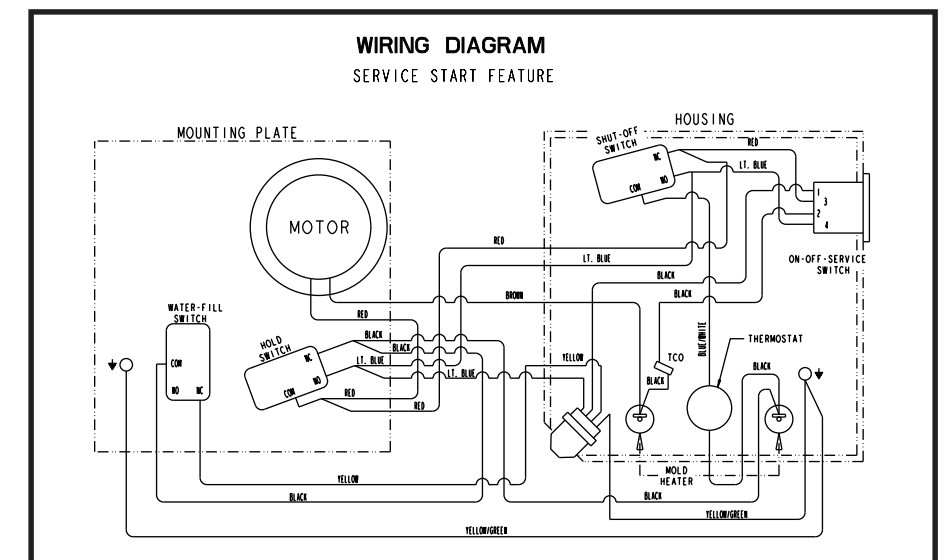 WIRING DIAGRAM
SERVICE START FEATURE
MOUNTING PLATE
HOUSING
SHUT-OFF
SWITCH
NC
NO
COM
RED
LT. BLUE
1
3
2
4
ON-OFF-SERVICE
SWITCH
MOTOR
RED
LT. BLUE
BLACK
BLACK
BROWN
WATER-FILL
SWITCH
COM
NO
NC
RED
HOLD
SWITCH
NC
NO
COM
BLACK
BLACK
LT. BLUE
LT. BLUE
RED
RED
YELLOW
BLUE/WHITE
THERMOSTAT
TCO
BLACK
BLACK
MOLD
HEATER
YELLOW
BLACK
BLACK
YELLOW/GREEN
YELLOW/GREEN